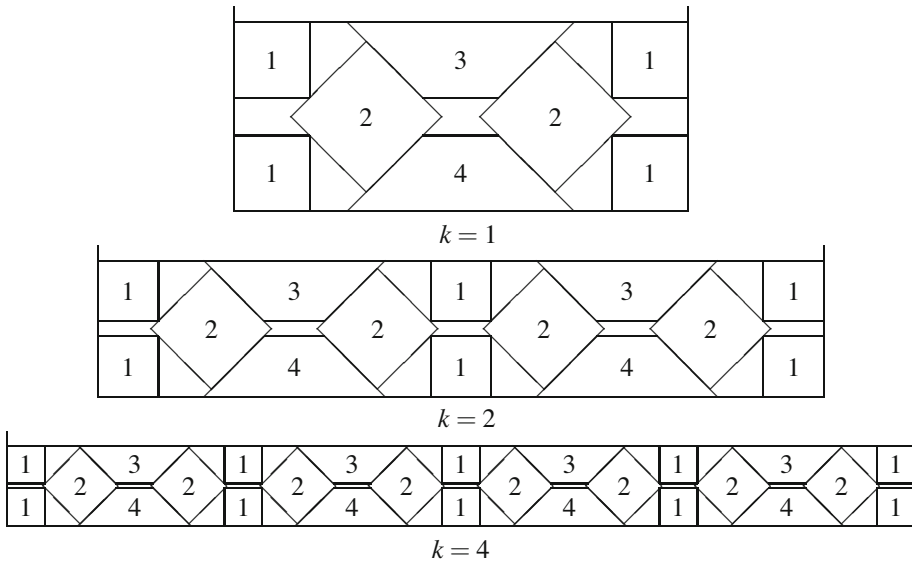 1 3 1
2 2
1 4 1
k = 1
1 3 1 3 1
2 2 2 2
1 4 1 4 1
k = 2
1 3 1 3 1 3 1 3 1
2 2 2 2 2 2 2 2
1 4 1 4 1 4 1 4 1
k = 4